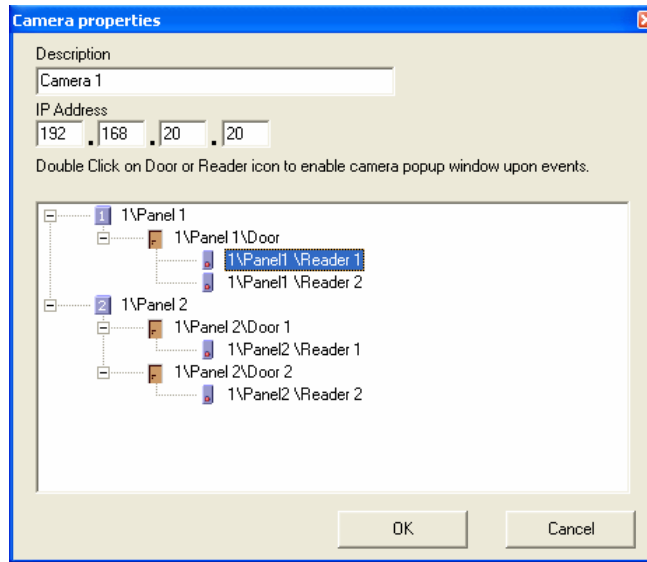 Camera properties
Description
Camera 1
IP Address
192 . 168 . 20 . 20
Double Click on Door or Reader icon to enable camera popup window upon events.
1 1\Panel 1
1\Panel 1\Door
1\Panel1 \Reader 1
1\Panel1 \Reader 2
2 1\Panel 2
1\Panel 2\Door 1
1\Panel2 \Reader 1
1\Panel 2\Door 2
1\Panel2 \Reader 2
OK Cancel